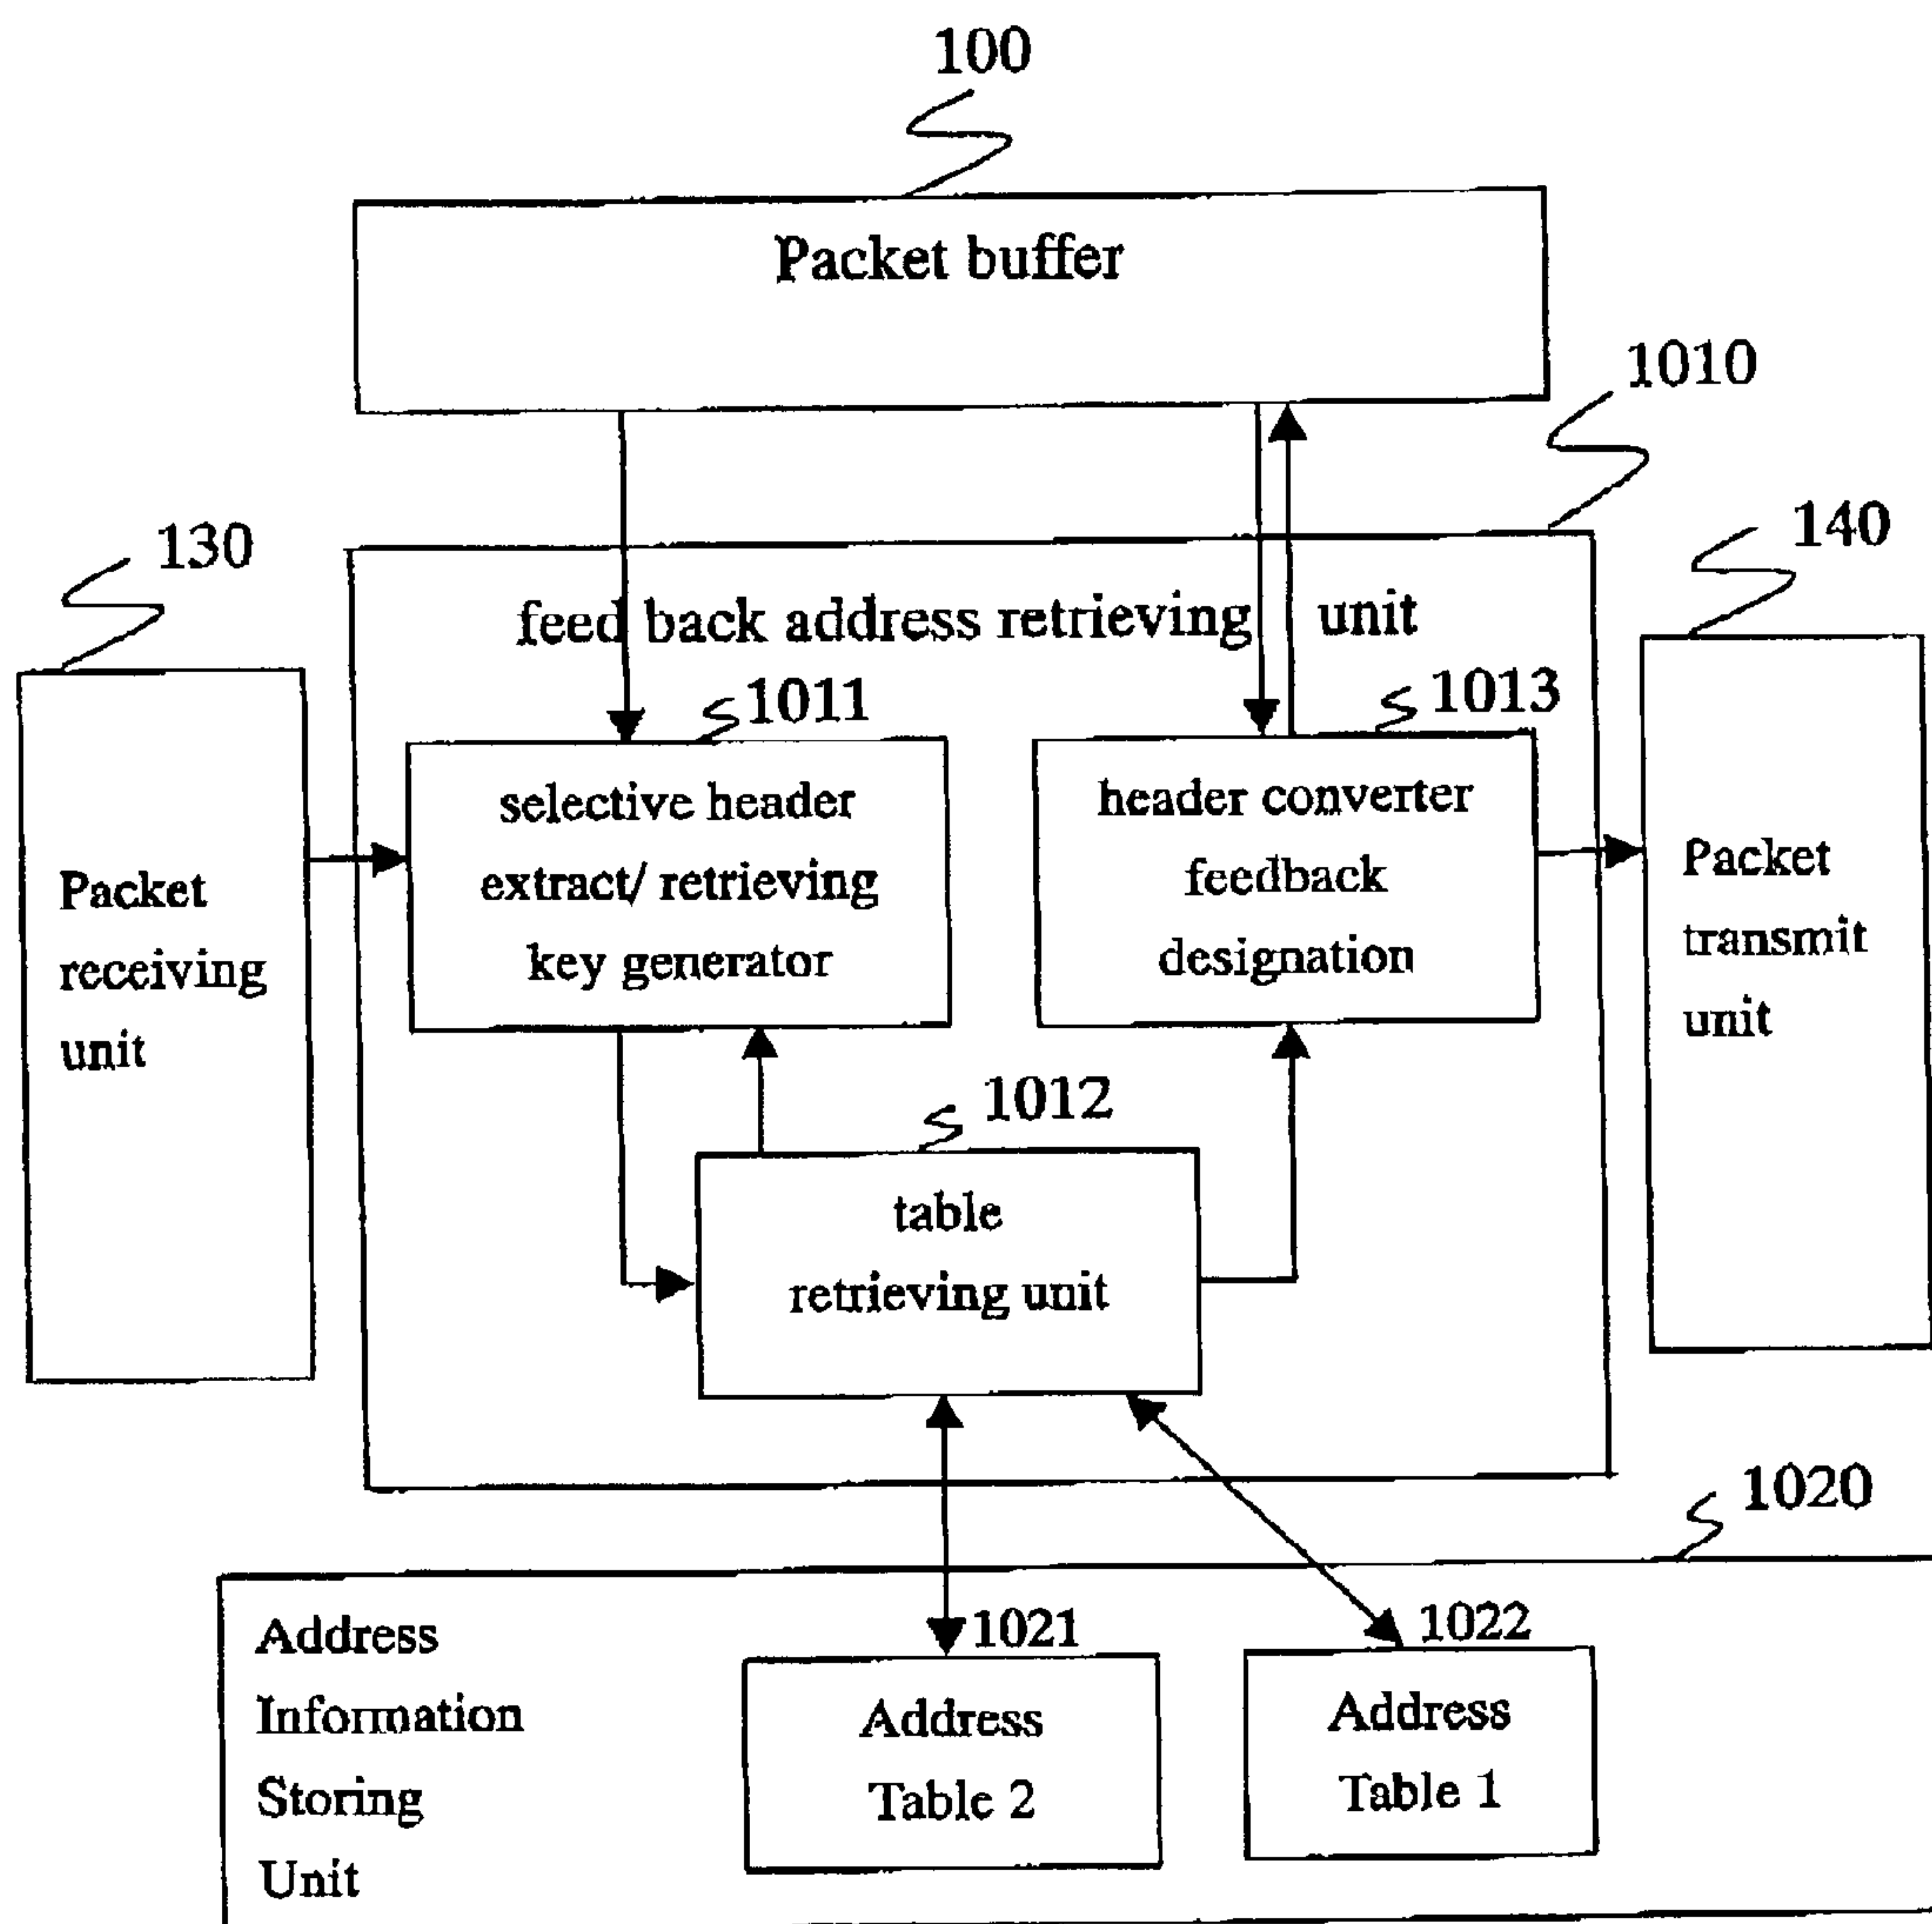 100
Packet buffer
1010
130
140
feed back address retrieving unit
1011
1013
selective header
extract/ retrieving
key generator
header converter
feedback
designation
Packet
receiving
unit
Packet
transmit
unit
1012
table
retrieving unit
1020
Address
Information
Storing
Unit
1021
Address
Table 2
1022
Address
Table 1